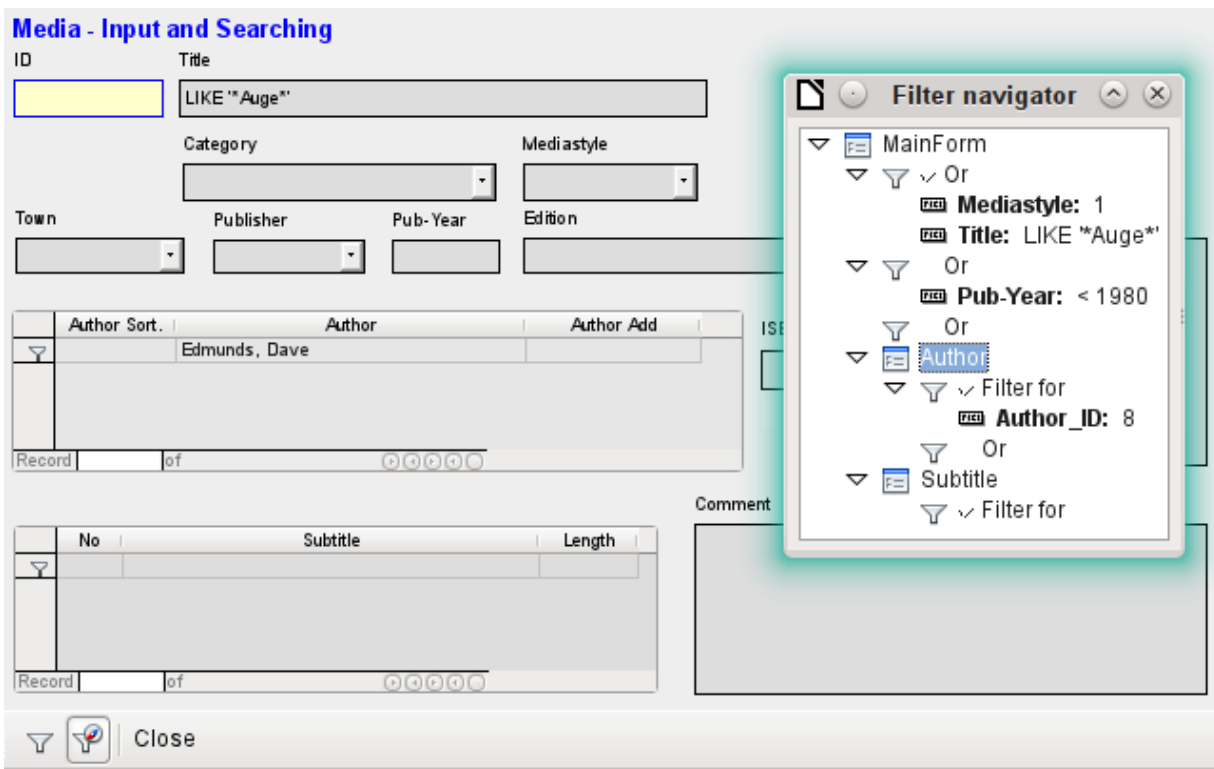 Media - Input and Searching
ID Title
LIKE '*Auge*'
Category Mediastyle
Town Publisher Pub-Year Edition
Author Sort. Author Author Add
Edmunds, Dave
Record of
No Subtitle Length
Record of
Comment
Filter navigator
MainForm
Or
Mediastyle: 1
Title: LIKE '*Auge*'
Or
Pub-Year: < 1980
Or
Author
Filter for
Author_ID: 8
Or
Subtitle
Filter for
Close